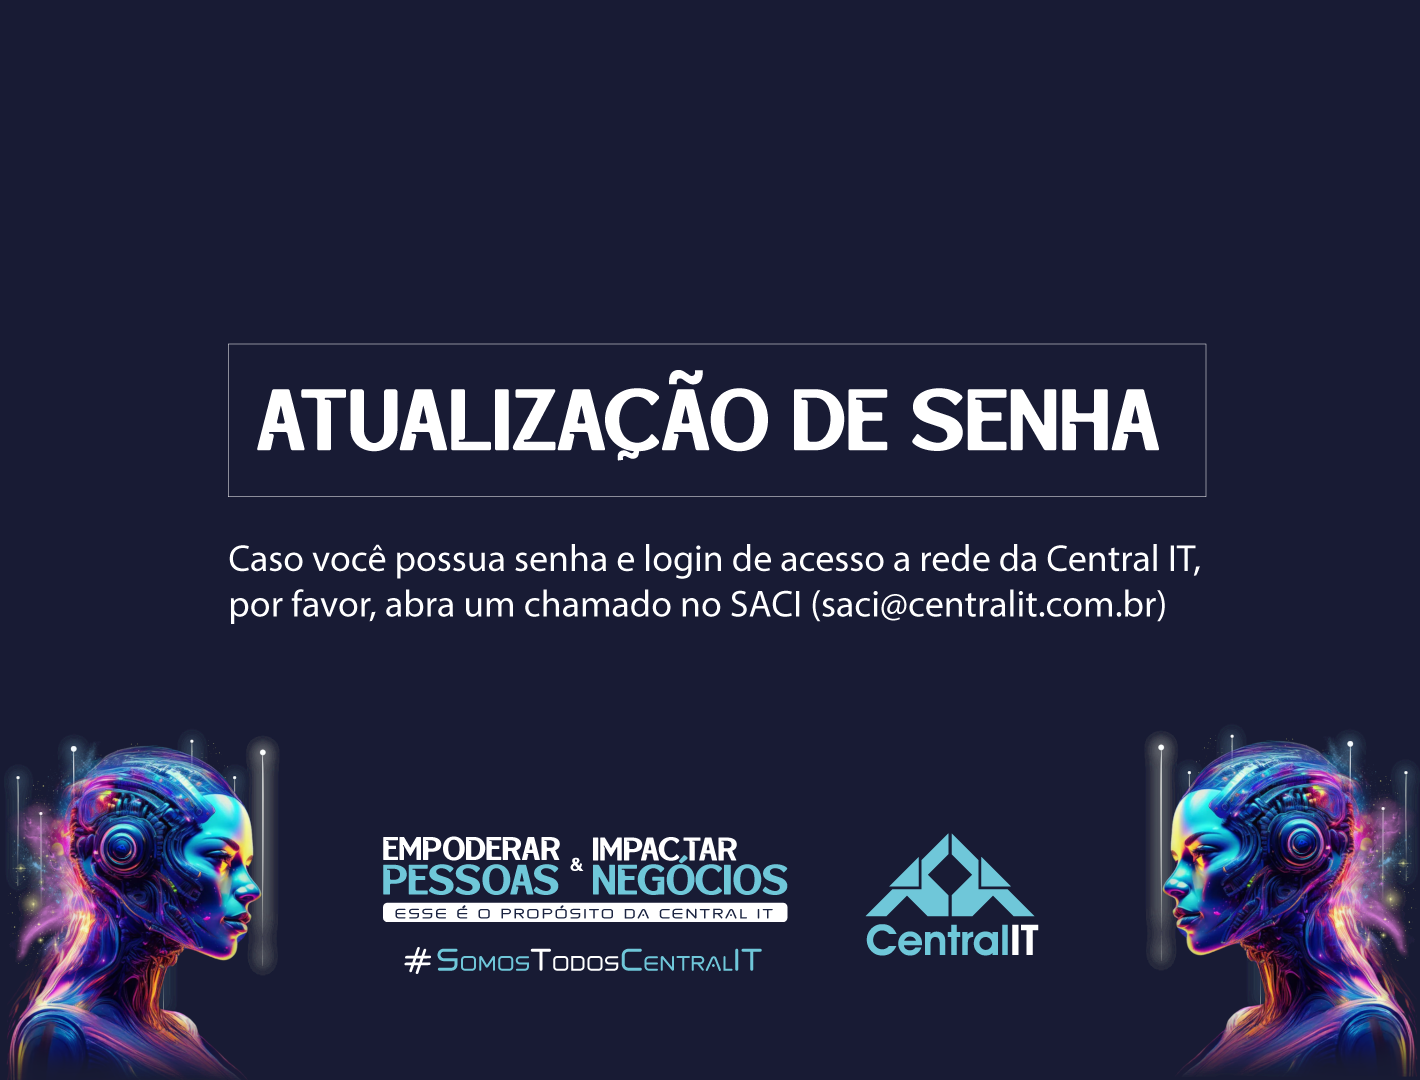 ATUALIZAÇÃO DE SENHA
Caso você possua senha e login de acesso a rede da Central IT,
por favor, abra um chamado no SACI (saci@centralit.com.br)
EMPODERAR PESSOAS & IMPACTAR NEGÓCIOS
ESSE É O PROPÓSITO DA CENTRAL IT
#SOMOSTODOSCENTRALIT
CentralIT